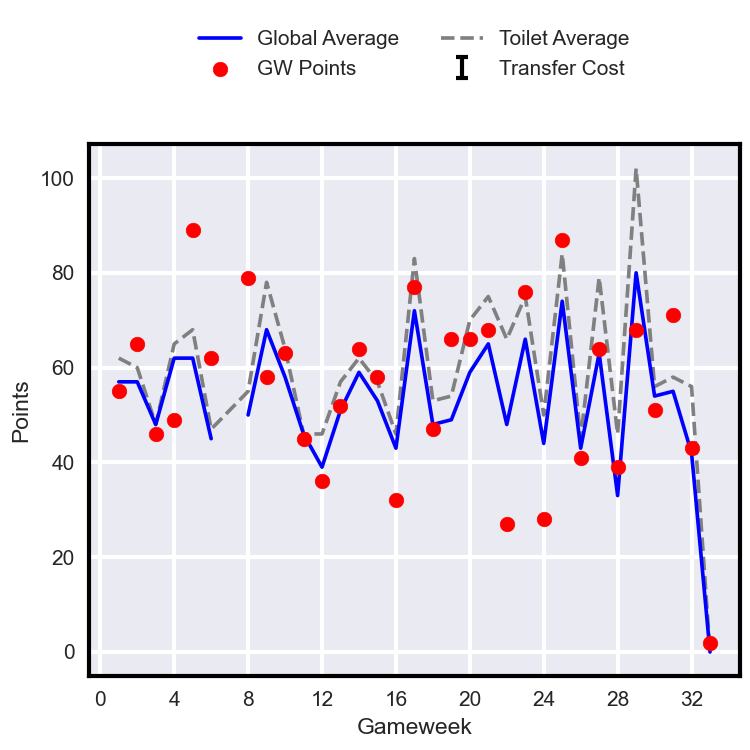 Global Average
Toilet Average
GW Points
Transfer Cost
100
80
60
40
20
0
Points
0 4 8 12 16 20 24 28 32
Gameweek